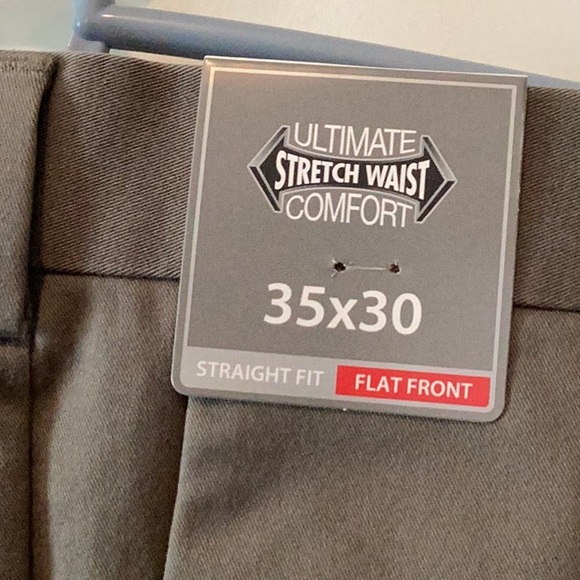 ULTIMATE
STRETCH WAIST
COMFORT
35x30
STRAIGHT FIT FLAT FRONT